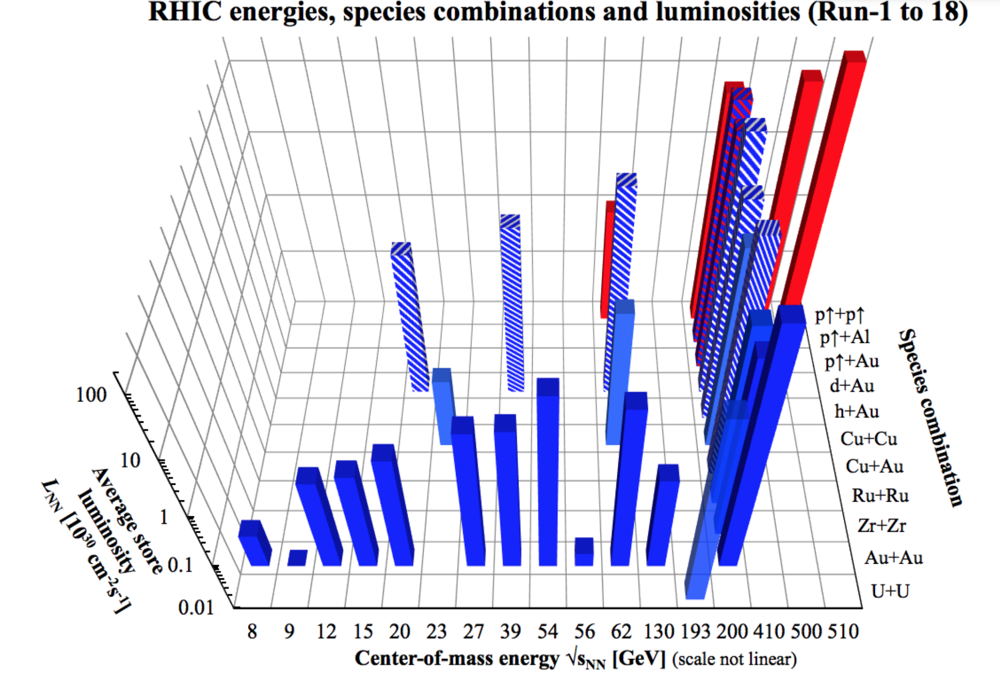 RHIC energies, species combinations and luminosities (Run-1 to 18)
100
10
1
0.1
0.01
Average store
luminosity
L_NN [10³⁰ cm⁻²s⁻¹]
8 9 12 15 20 23 27 39 54 56 62 130 193 200 410 500 510
Center-of-mass energy √s_NN [GeV] (scale not linear)
p↑+p↑
p↑+Al
p↑+Au
d+Au
h+Au
Cu+Cu
Cu+Au
Ru+Ru
Zr+Zr
Au+Au
U+U
Species combination